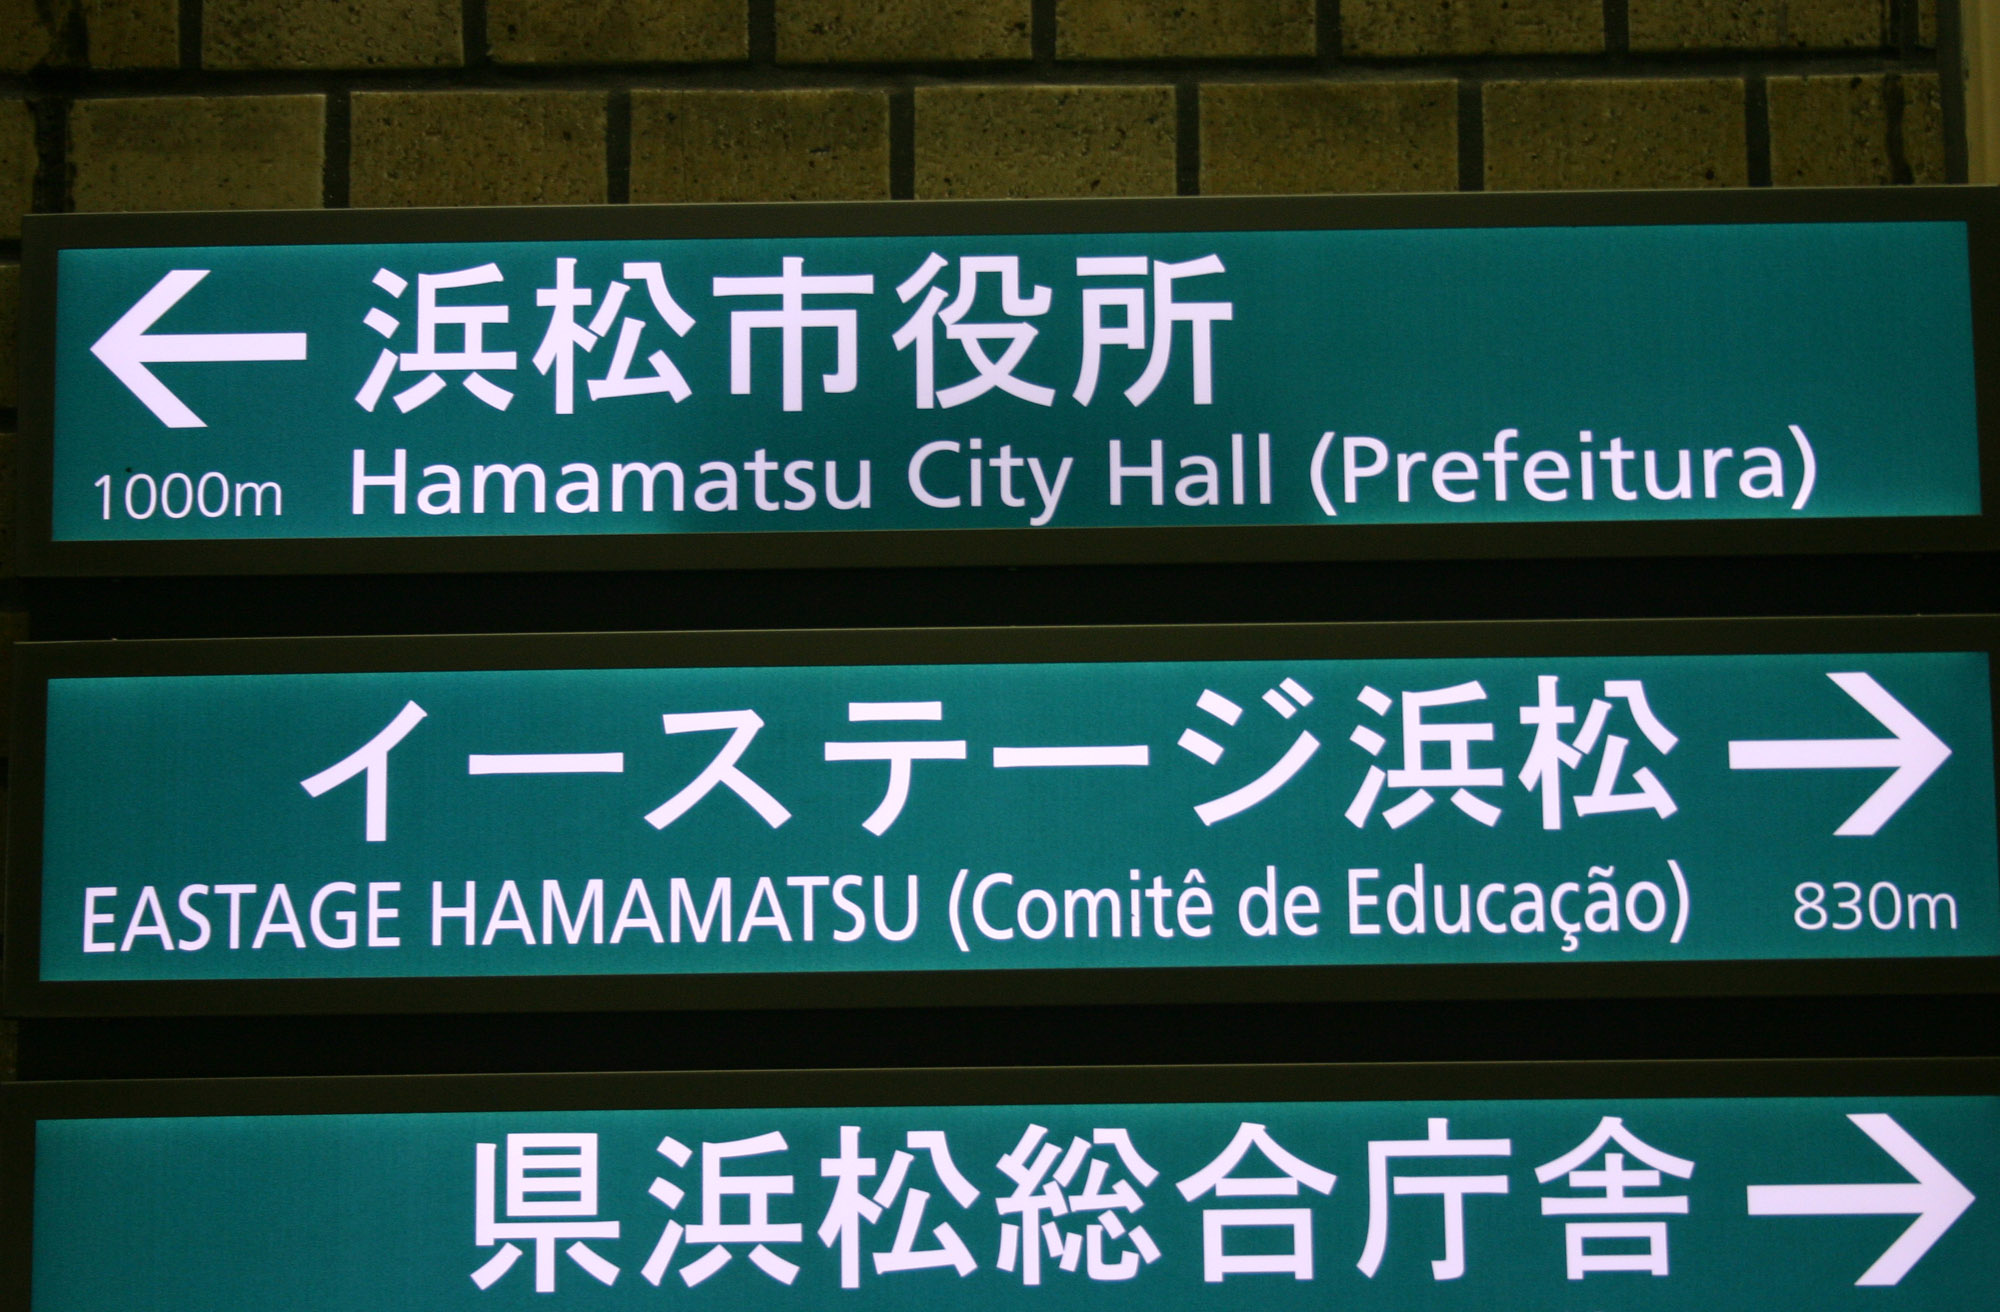 ← 浜松市役所
1000m Hamamatsu City Hall (Prefeitura)
イーステージ浜松 →
EASTAGE HAMAMATSU (Comitê de Educação) 830m
県浜松総合庁舎 →